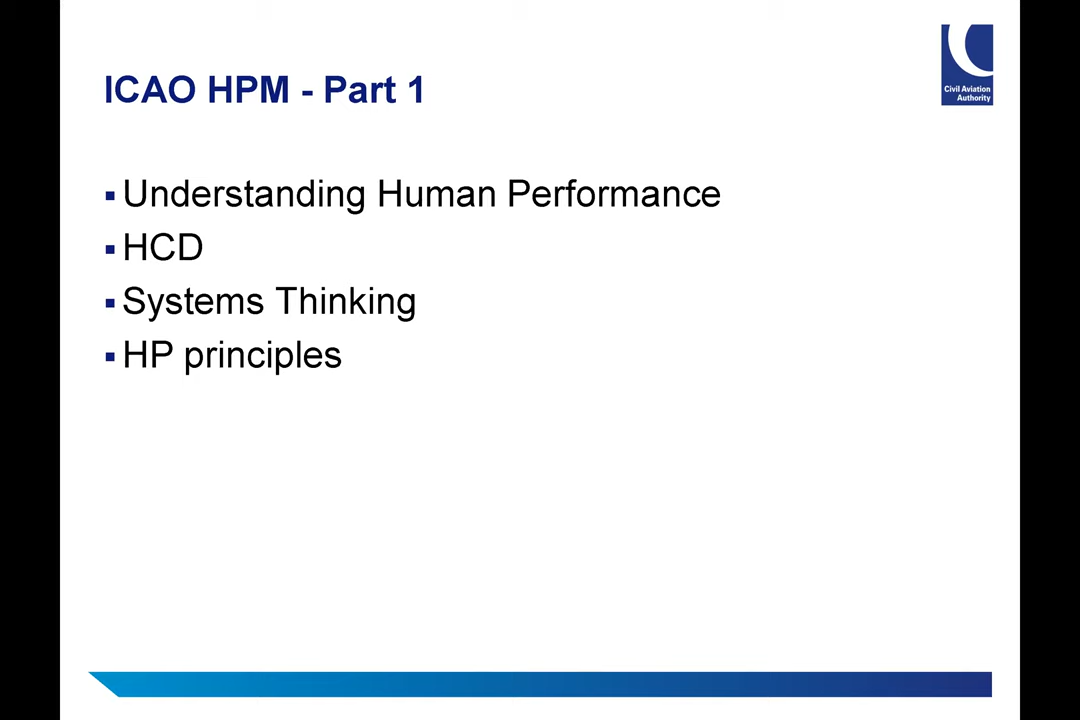 ICAO HPM - Part 1
Civil Aviation
Authority
▪ Understanding Human Performance
▪ HCD
▪ Systems Thinking
▪ HP principles